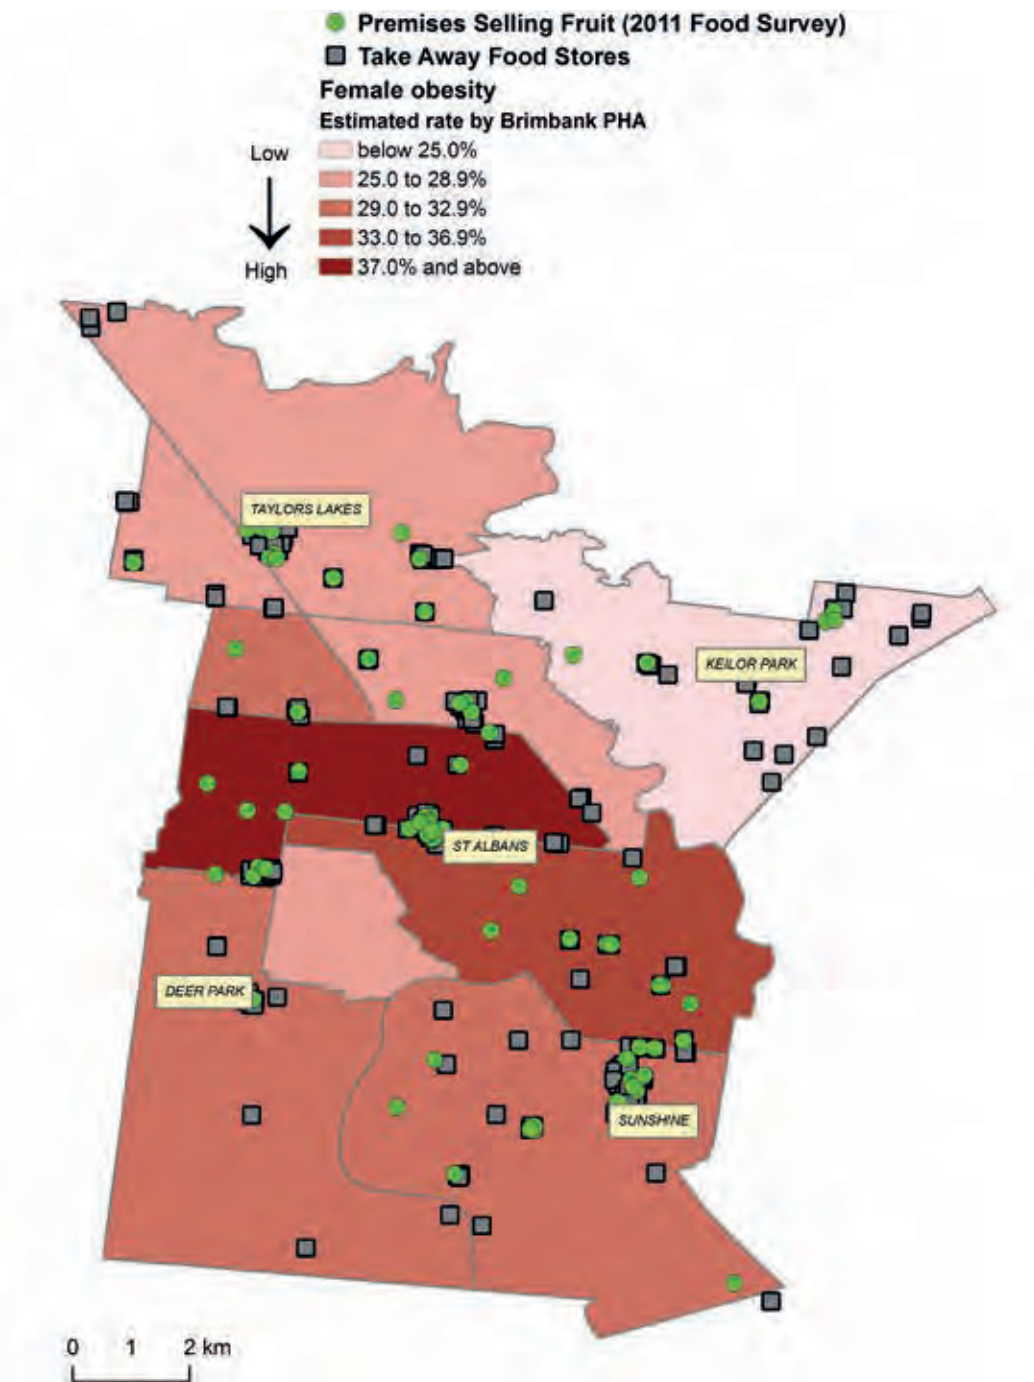 Premises Selling Fruit (2011 Food Survey)
Take Away Food Stores
Female obesity
Estimated rate by Brimbank PHA
Low
below 25.0%
25.0 to 28.9%
29.0 to 32.9%
33.0 to 36.9%
High
37.0% and above
TAYLORS LAKES
KEILOR PARK
ST ALBANS
DEER PARK
SUNSHINE
0 1 2 km